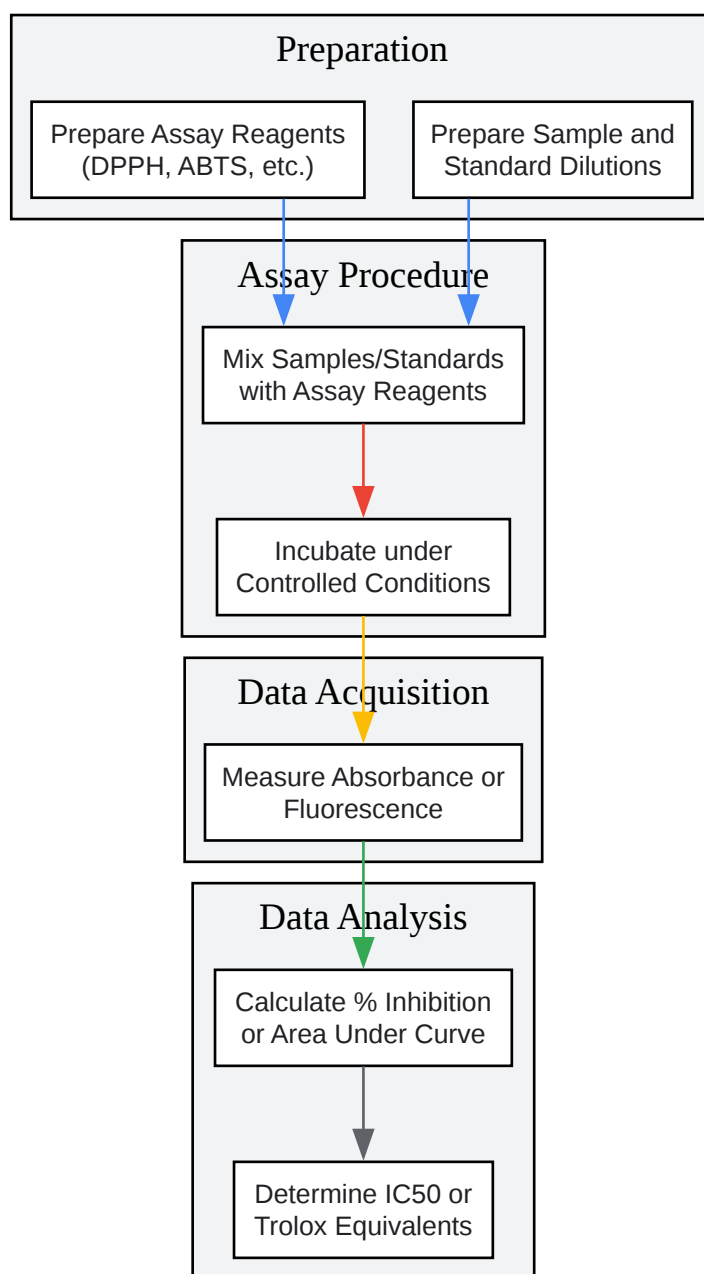 Preparation
Prepare Assay Reagents
(DPPH, ABTS, etc.)
Prepare Sample and
Standard Dilutions
Assay Procedure
Mix Samples/Standards
with Assay Reagents
Incubate under
Controlled Conditions
Data Acquisition
Measure Absorbance or
Fluorescence
Data Analysis
Calculate % Inhibition
or Area Under Curve
Determine IC50 or
Trolox Equivalents